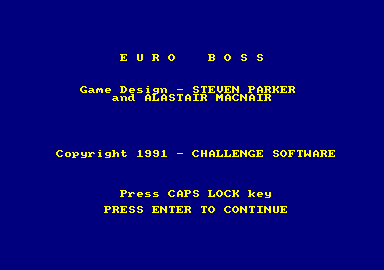 E U R O   B O S S
Game Design - STEVEN PARKER
and ALASTAIR MACNAIR
Copyright 1991 - CHALLENGE SOFTWARE
Press CAPS LOCK key
PRESS ENTER TO CONTINUE